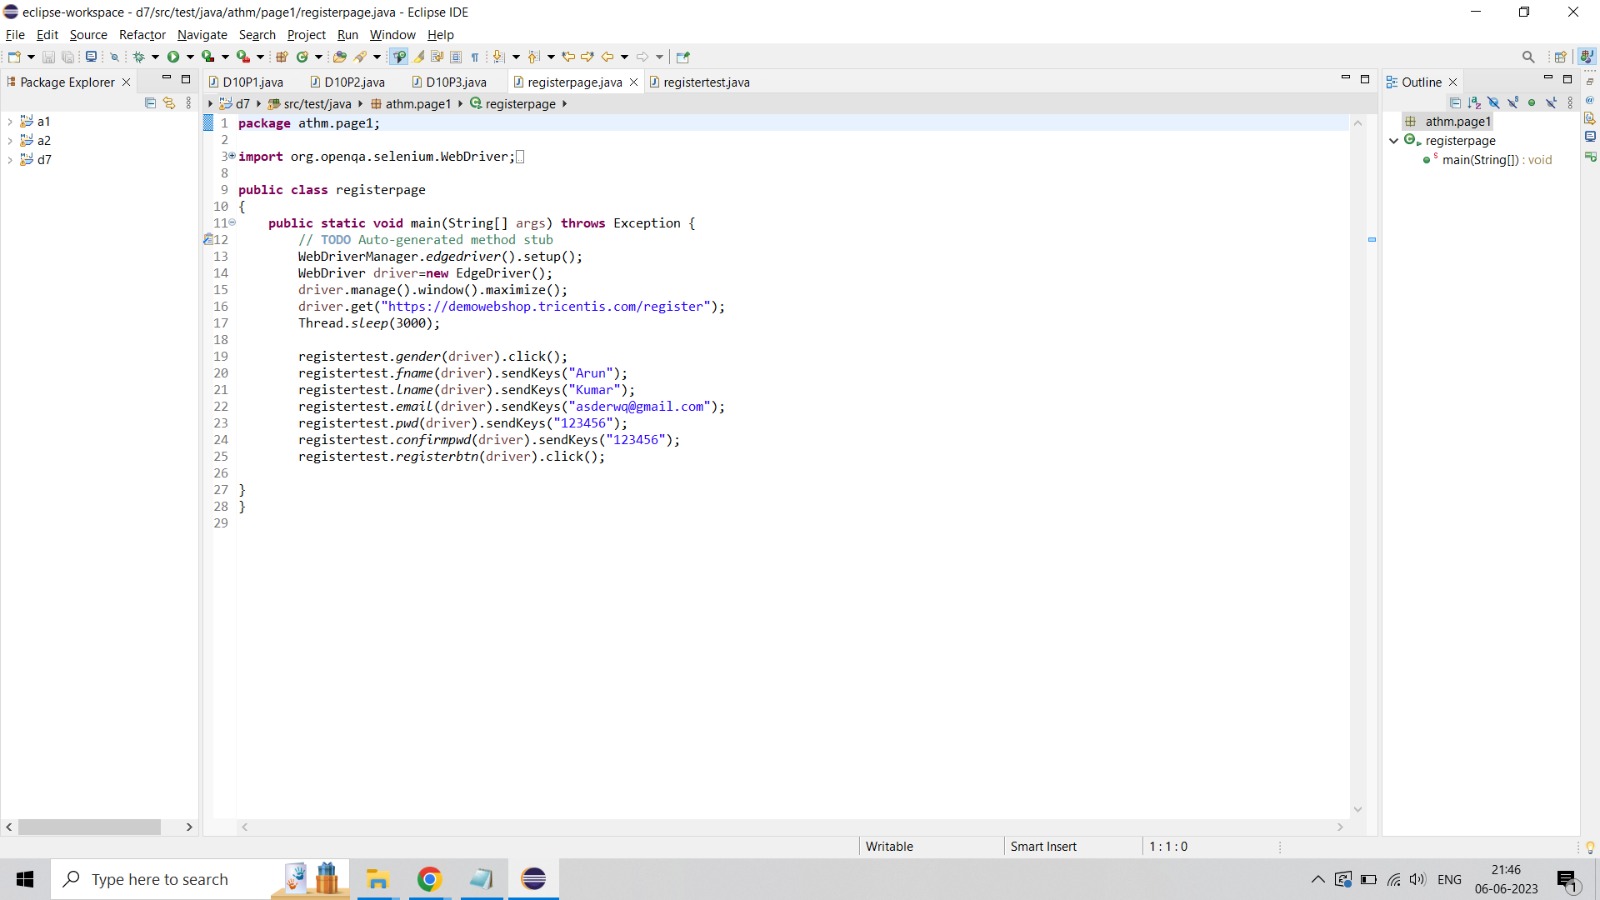 eclipse-workspace - d7/src/test/java/athm/page1/registerpage.java - Eclipse IDE
File Edit Source Refactor Navigate Search Project Run Window Help
Package Explorer
D10P1.java D10P2.java D10P3.java registerpage.java registertest.java
Outline
d7 src/test/java athm.page1 registerpage
a1
a2
d7
athm.page1
registerpage
main(String[]) : void
1 package athm.page1;
2
3 import org.openqa.selenium.WebDriver;
8
9 public class registerpage
10 {
11 public static void main(String[] args) throws Exception {
12 // TODO Auto-generated method stub
13 WebDriverManager.edgedriver().setup();
14 WebDriver driver=new EdgeDriver();
15 driver.manage().window().maximize();
16 driver.get("https://demowebshop.tricentis.com/register");
17 Thread.sleep(3000);
18
19 registertest.gender(driver).click();
20 registertest.fname(driver).sendKeys("Arun");
21 registertest.lname(driver).sendKeys("Kumar");
22 registertest.email(driver).sendKeys("asderwq@gmail.com");
23 registertest.pwd(driver).sendKeys("123456");
24 registertest.confirmpwd(driver).sendKeys("123456");
25 registertest.registerbtn(driver).click();
26
27 }
28 }
29
Writable Smart Insert 1 : 1 : 0
Type here to search
ENG
21:46
06-06-2023
1